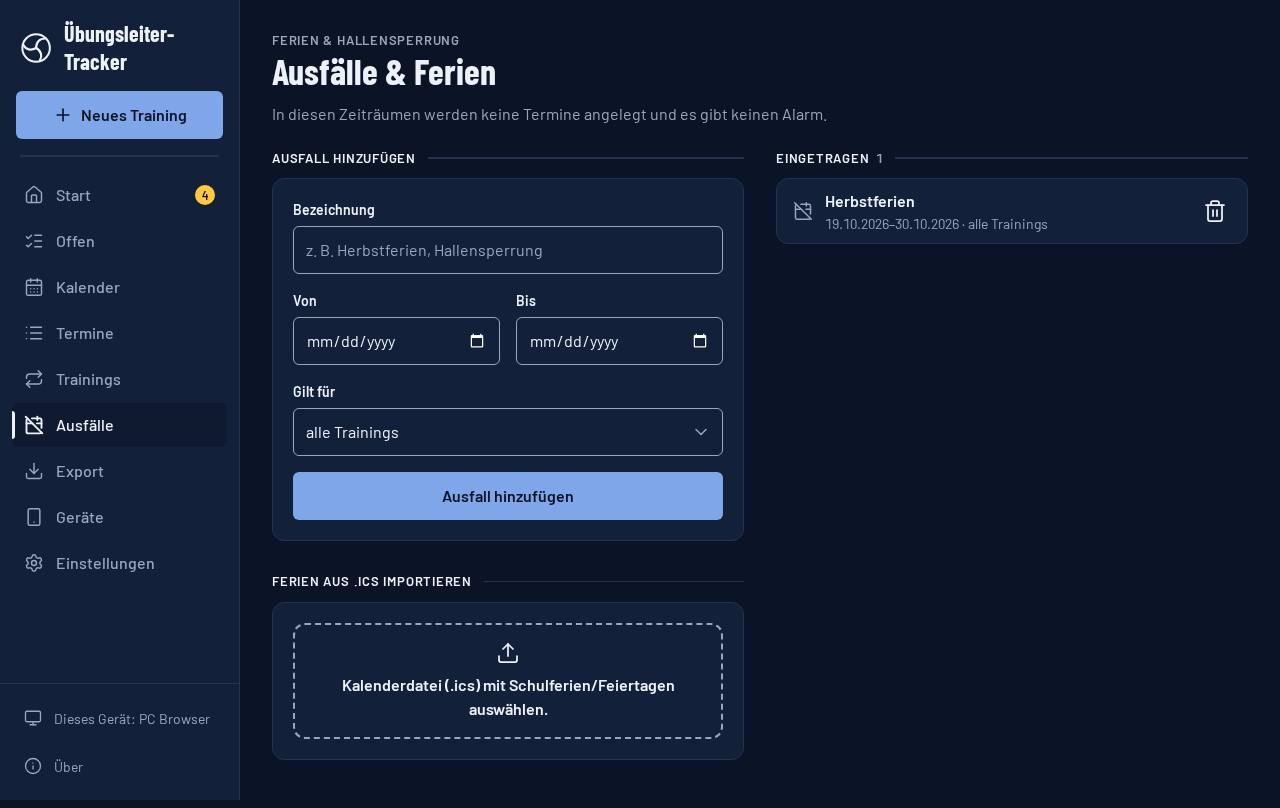 Übungsleiter-
Tracker
Neues Training
Start
4
Offen
Kalender
Termine
Trainings
Ausfälle
Export
Geräte
Einstellungen
Dieses Gerät: PC Browser
Über
FERIEN & HALLENSPERRUNG
Ausfälle & Ferien
In diesen Zeiträumen werden keine Termine angelegt und es gibt keinen Alarm.
AUSFALL HINZUFÜGEN
Bezeichnung
z. B. Herbstferien, Hallensperrung
Von
Bis
mm/dd/yyyy
mm/dd/yyyy
Gilt für
alle Trainings
Ausfall hinzufügen
FERIEN AUS .ICS IMPORTIEREN
Kalenderdatei (.ics) mit Schulferien/Feiertagen
auswählen.
EINGETRAGEN 1
Herbstferien
19.10.2026–30.10.2026 · alle Trainings